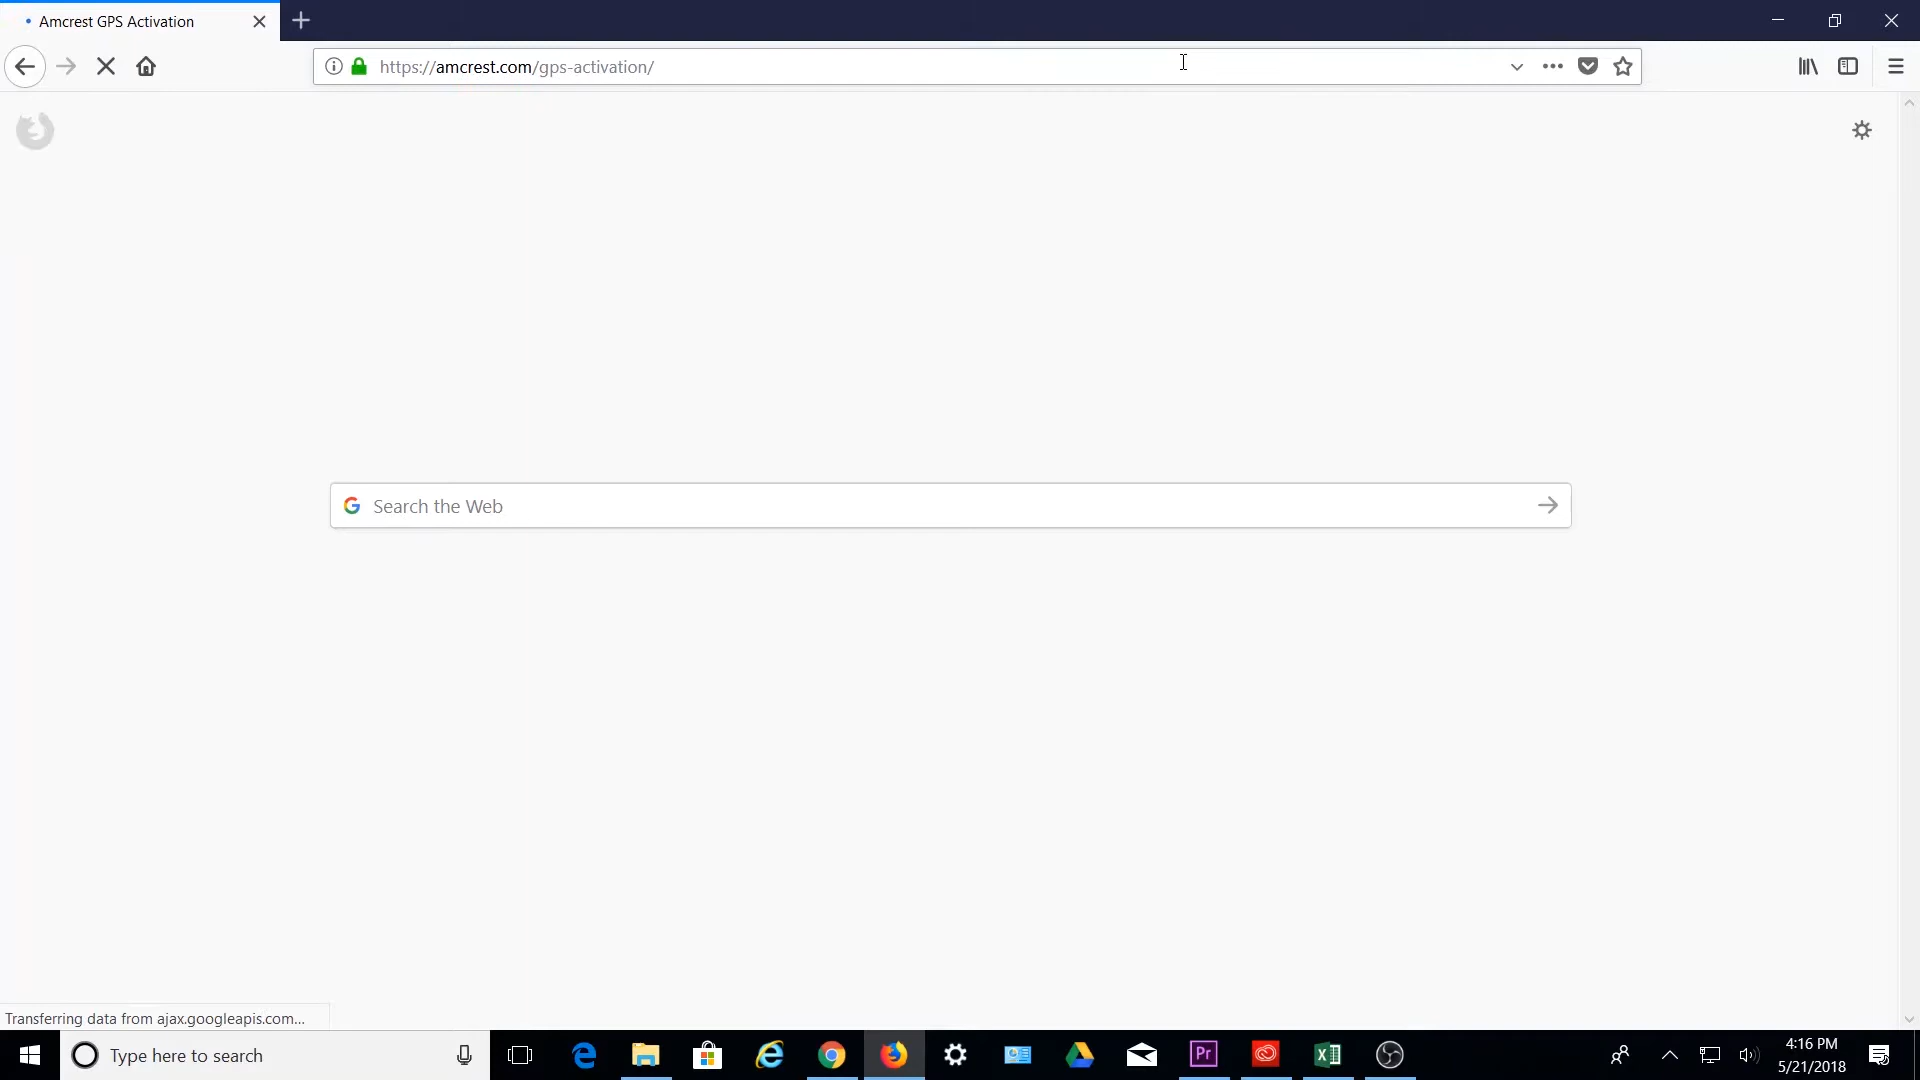 Amcrest GPS Activation
https://amcrest.com/gps-activation/
Search the Web
Transferring data from ajax.googleapis.com...
Type here to search
Pr
4:16 PM
5/21/2018